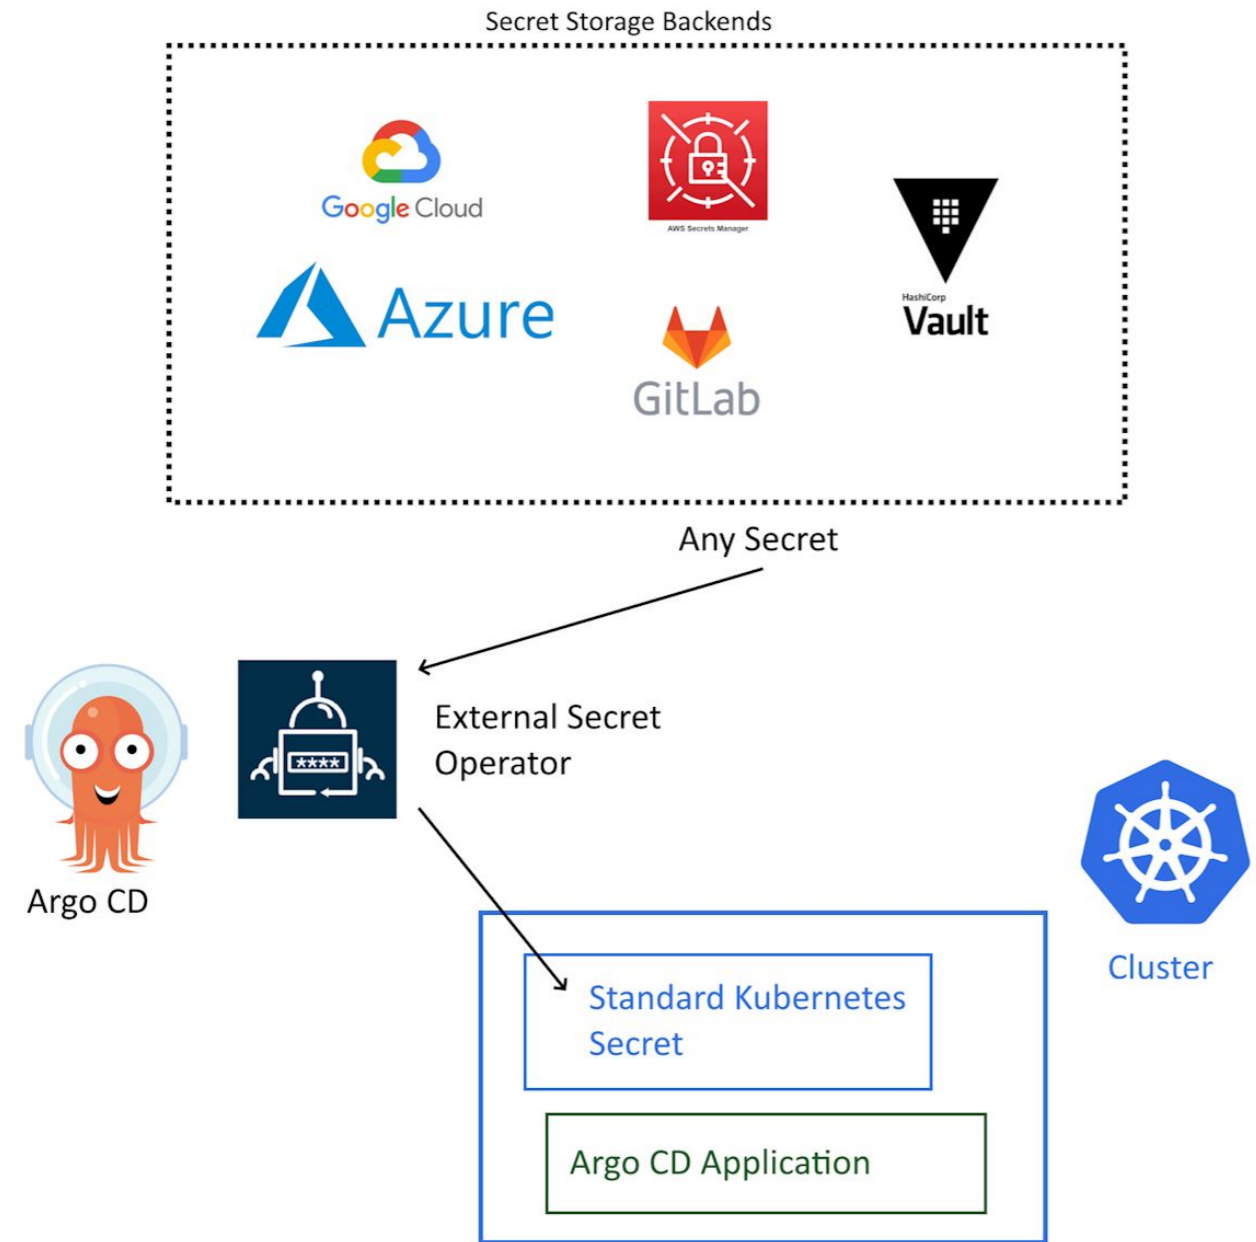 Secret Storage Backends
Google Cloud
AWS Secrets Manager
HashiCorp
Vault
Azure
GitLab
Any Secret
External Secret
Operator
****
Argo CD
Cluster
Standard Kubernetes
Secret
Argo CD Application